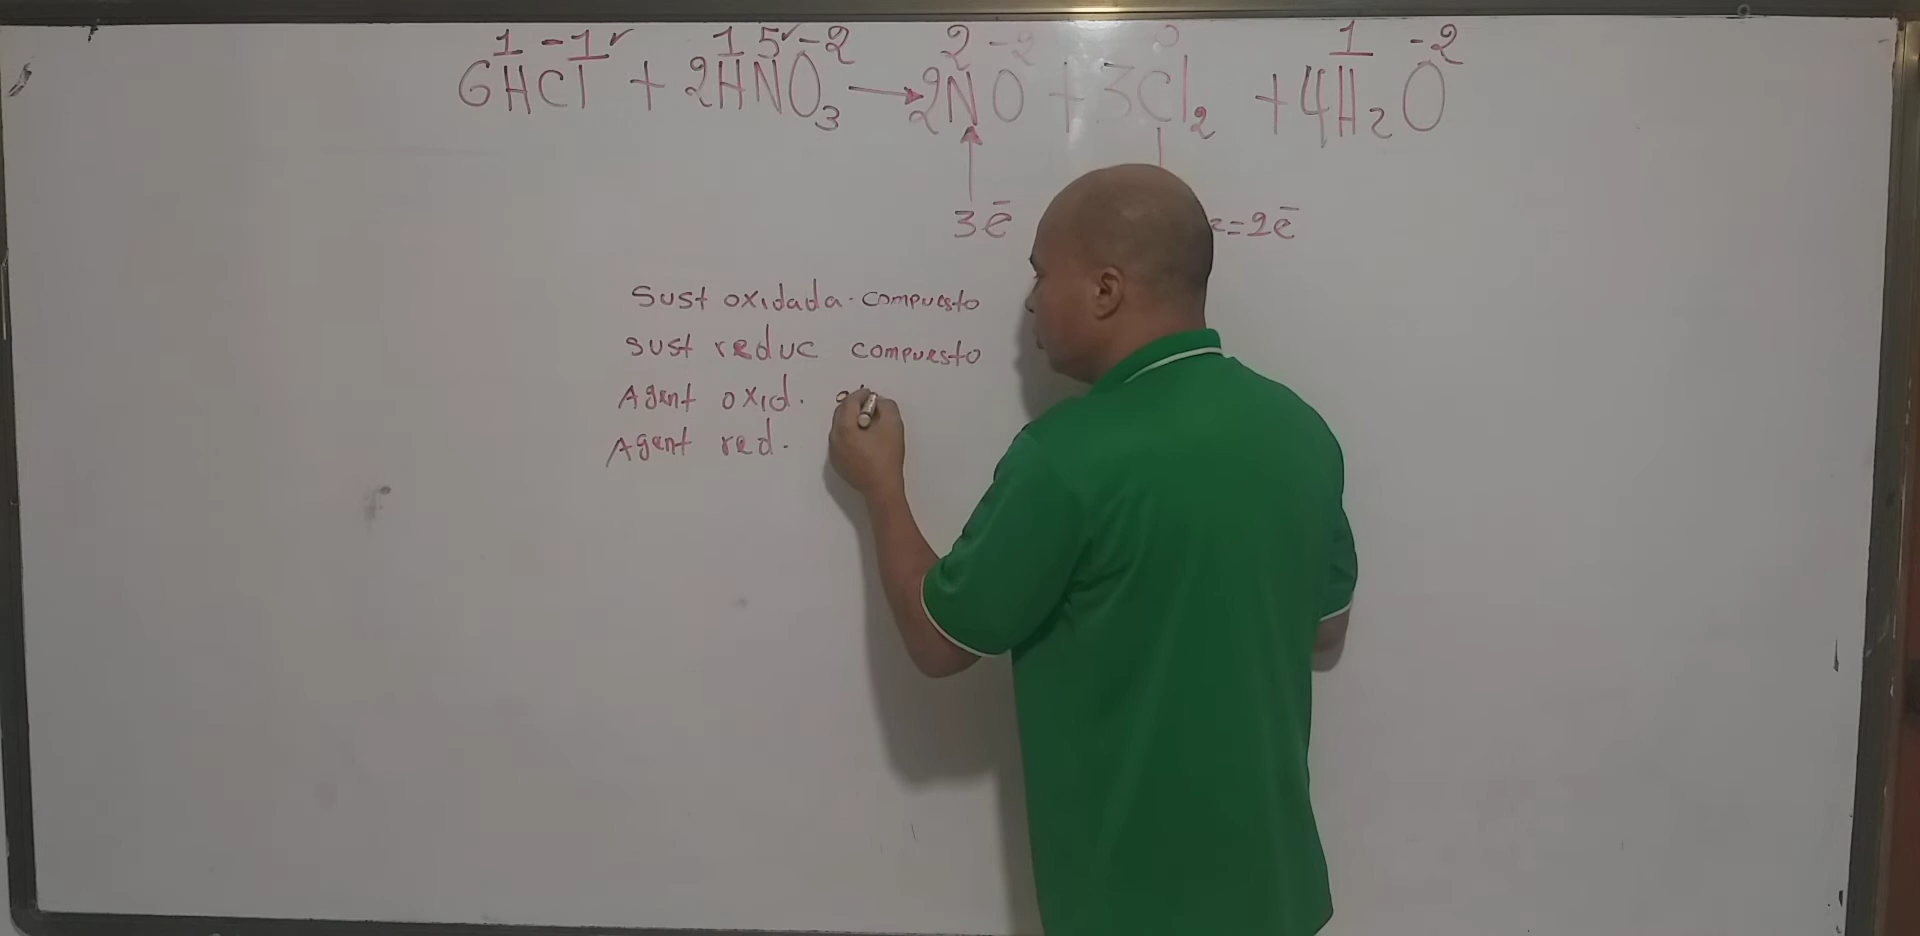 1 -1 1 5 -2 2 -2 0 1 -2
6HCl + 2HNO3 → 2NO + 3Cl2 + 4H2O
3ē =2ē
Sust oxidada. compuesto
sust reduc compuesto
Agent oxid.
Agent red.